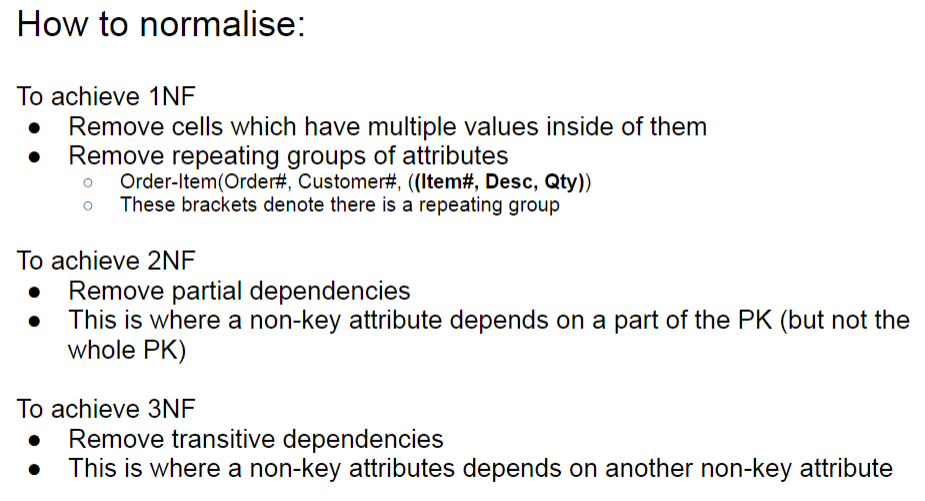 How to normalise:
To achieve 1NF
● Remove cells which have multiple values inside of them
● Remove repeating groups of attributes
○ Order-Item(Order#, Customer#, ((Item#, Desc, Qty))
○ These brackets denote there is a repeating group
To achieve 2NF
● Remove partial dependencies
● This is where a non-key attribute depends on a part of the PK (but not the
whole PK)
To achieve 3NF
● Remove transitive dependencies
● This is where a non-key attributes depends on another non-key attribute